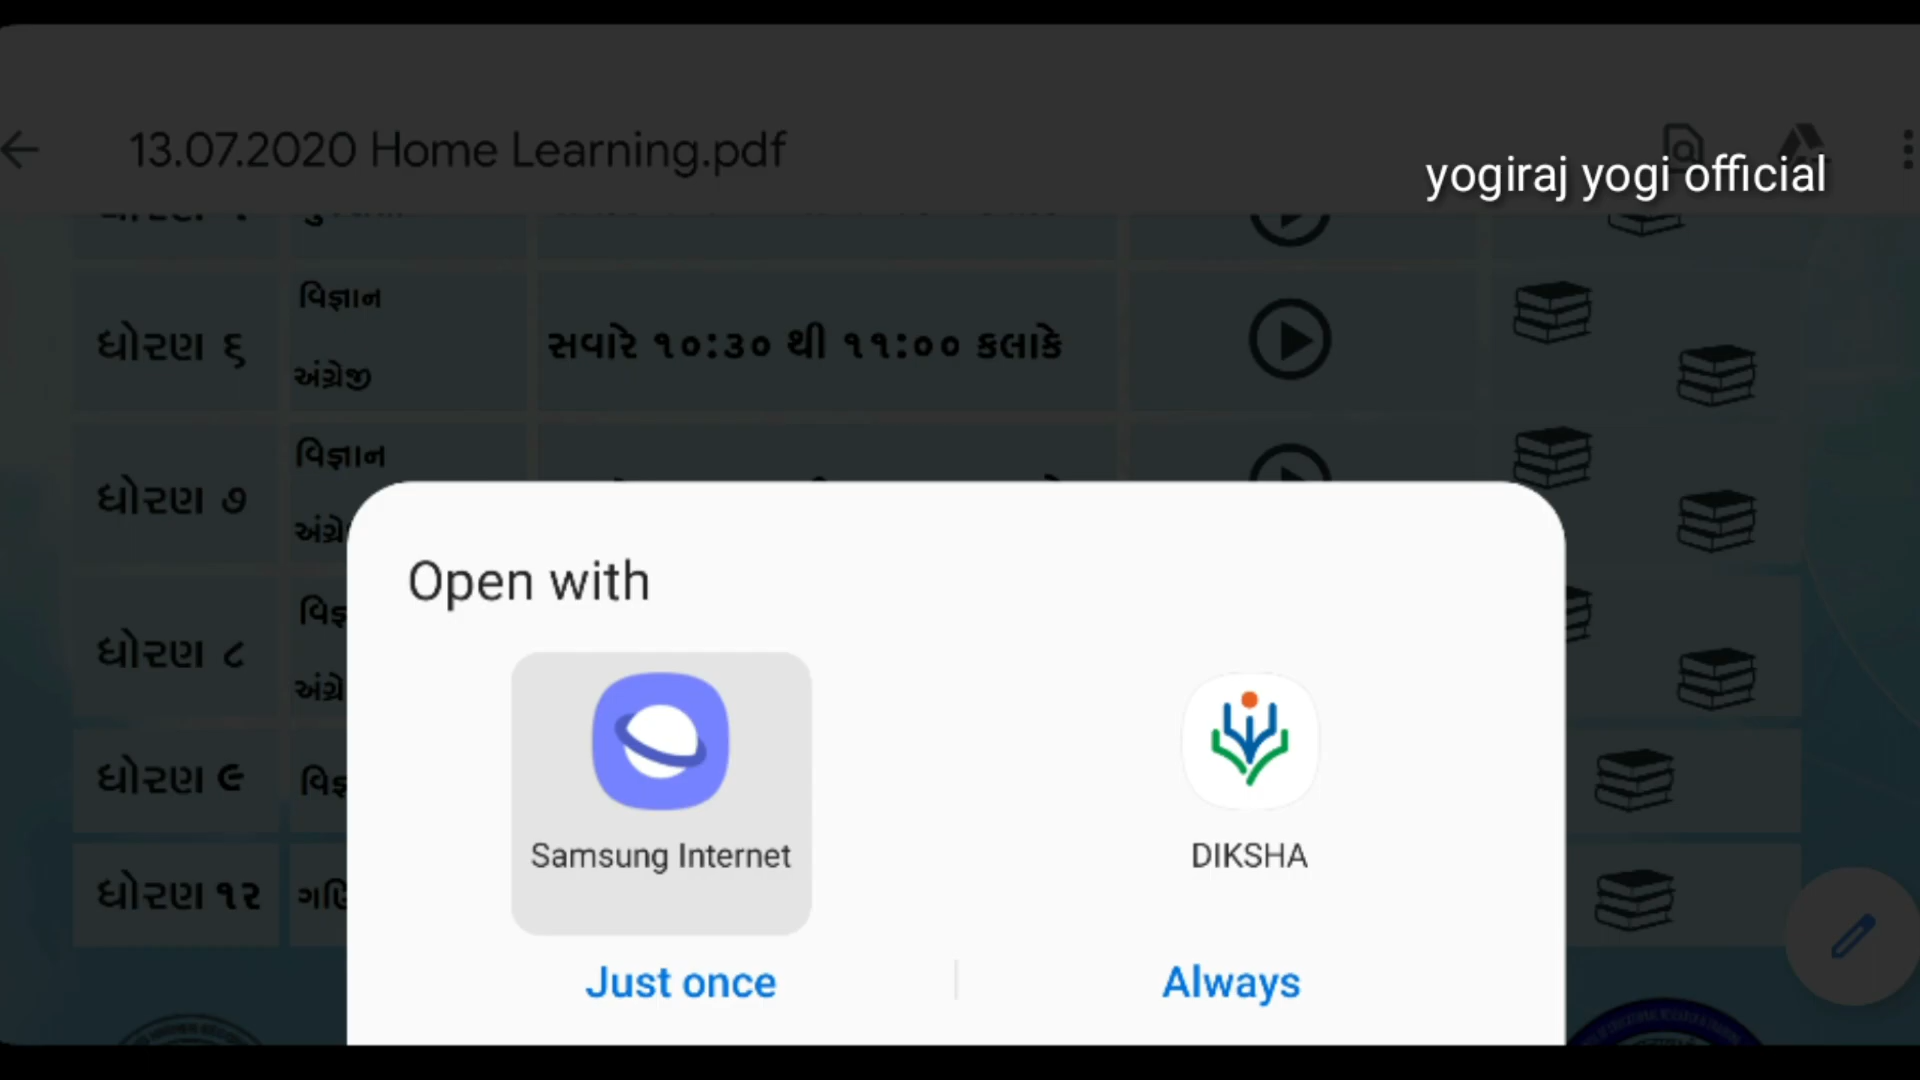 13.07.2020 Home Learning.pdf
yogiraj yogi official
ધોરણ ૬
વિજ્ઞાન
અંગ્રેજી
સવારે ૧૦:૩૦ થી ૧૧:૦૦ કલાકે
ધોરણ ૭
વિજ્ઞાન
ધોરણ ૮
ધોરણ ૯
ધોરણ ૧૨
Open with
Samsung Internet
DIKSHA
Just once
Always